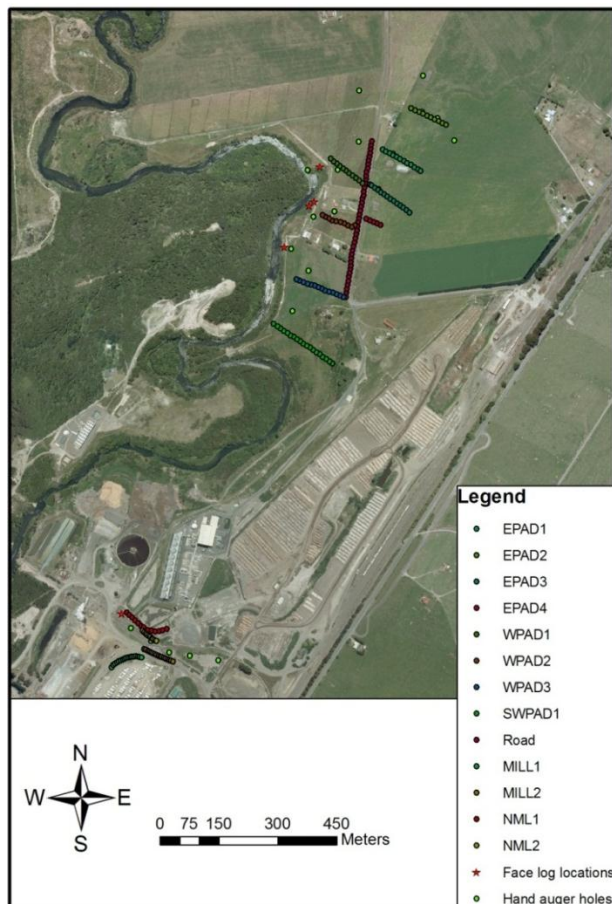 Legend
EPAD1
EPAD2
EPAD3
EPAD4
WPAD1
WPAD2
WPAD3
SWPAD1
Road
MILL1
MILL2
NML1
NML2
Face log locations
Hand auger holes
N
W E
S
0 75 150 300 450
Meters